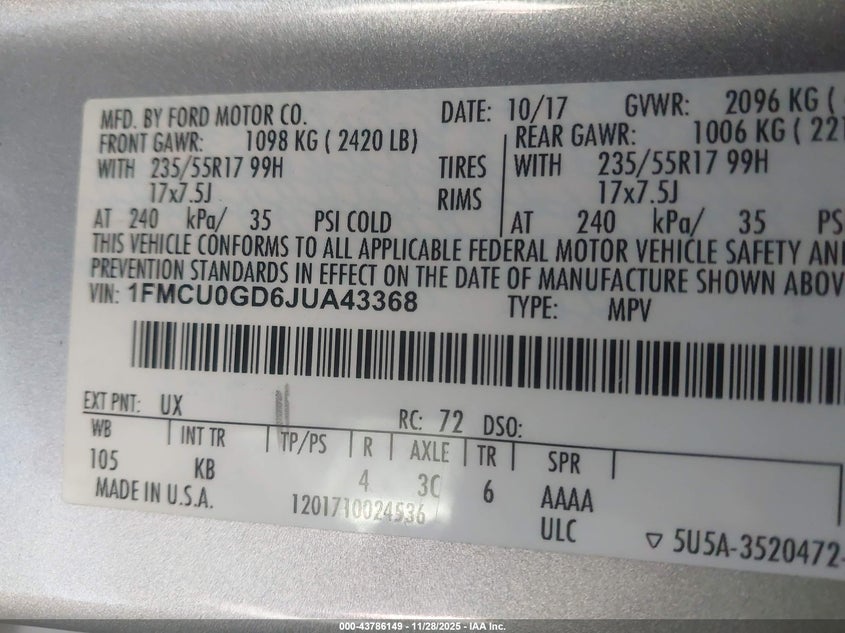 MFD. BY FORD MOTOR CO. DATE: 10/17 GVWR: 2096 KG (
FRONT GAWR: 1098 KG ( 2420 LB) REAR GAWR: 1006 KG ( 221
WITH 235/55R17 99H TIRES WITH 235/55R17 99H
17x7.5J RIMS 17x7.5J
AT 240 kPa/ 35 PSI COLD AT 240 kPa/ 35 PS
THIS VEHICLE CONFORMS TO ALL APPLICABLE FEDERAL MOTOR VEHICLE SAFETY AN
PREVENTION STANDARDS IN EFFECT ON THE DATE OF MANUFACTURE SHOWN ABOV
VIN: 1FMCU0GD6JUA43368 TYPE: MPV
EXT PNT: UX RC: 72 DSO:
WB INT TR TP/PS R AXLE TR SPR
105 KB 4 3C 6 AAAA
MADE IN U.S.A. 1201710024536 ULC
▽ 5U5A-3520472-
000-43786149 — 11/28/2025 — IAA Inc.